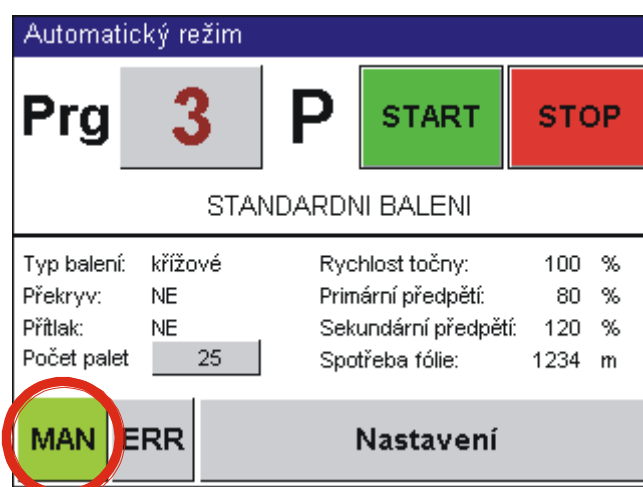 Automatický režim
Prg 3 P START STOP
STANDARDNI BALENI
Typ balení: křížové Rychlost točny: 100 %
Překryv: NE Primární předpětí: 80 %
Přítlak: NE Sekundární předpětí: 120 %
Počet palet 25 Spotřeba fólie: 1234 m
MAN ERR Nastavení